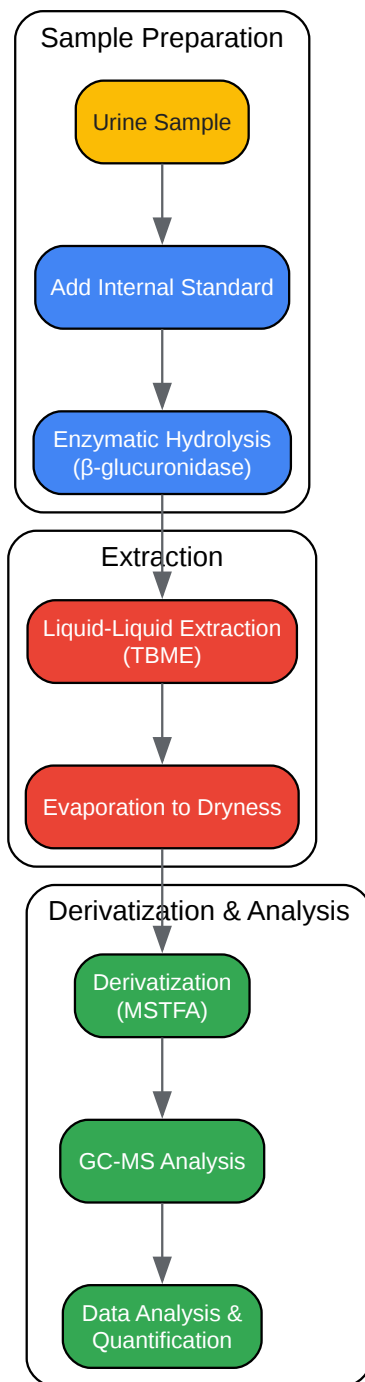 Sample Preparation
Urine Sample
Add Internal Standard
Enzymatic Hydrolysis
(β-glucuronidase)
Extraction
Liquid-Liquid Extraction
(TBME)
Evaporation to Dryness
Derivatization & Analysis
Derivatization
(MSTFA)
GC-MS Analysis
Data Analysis &
Quantification